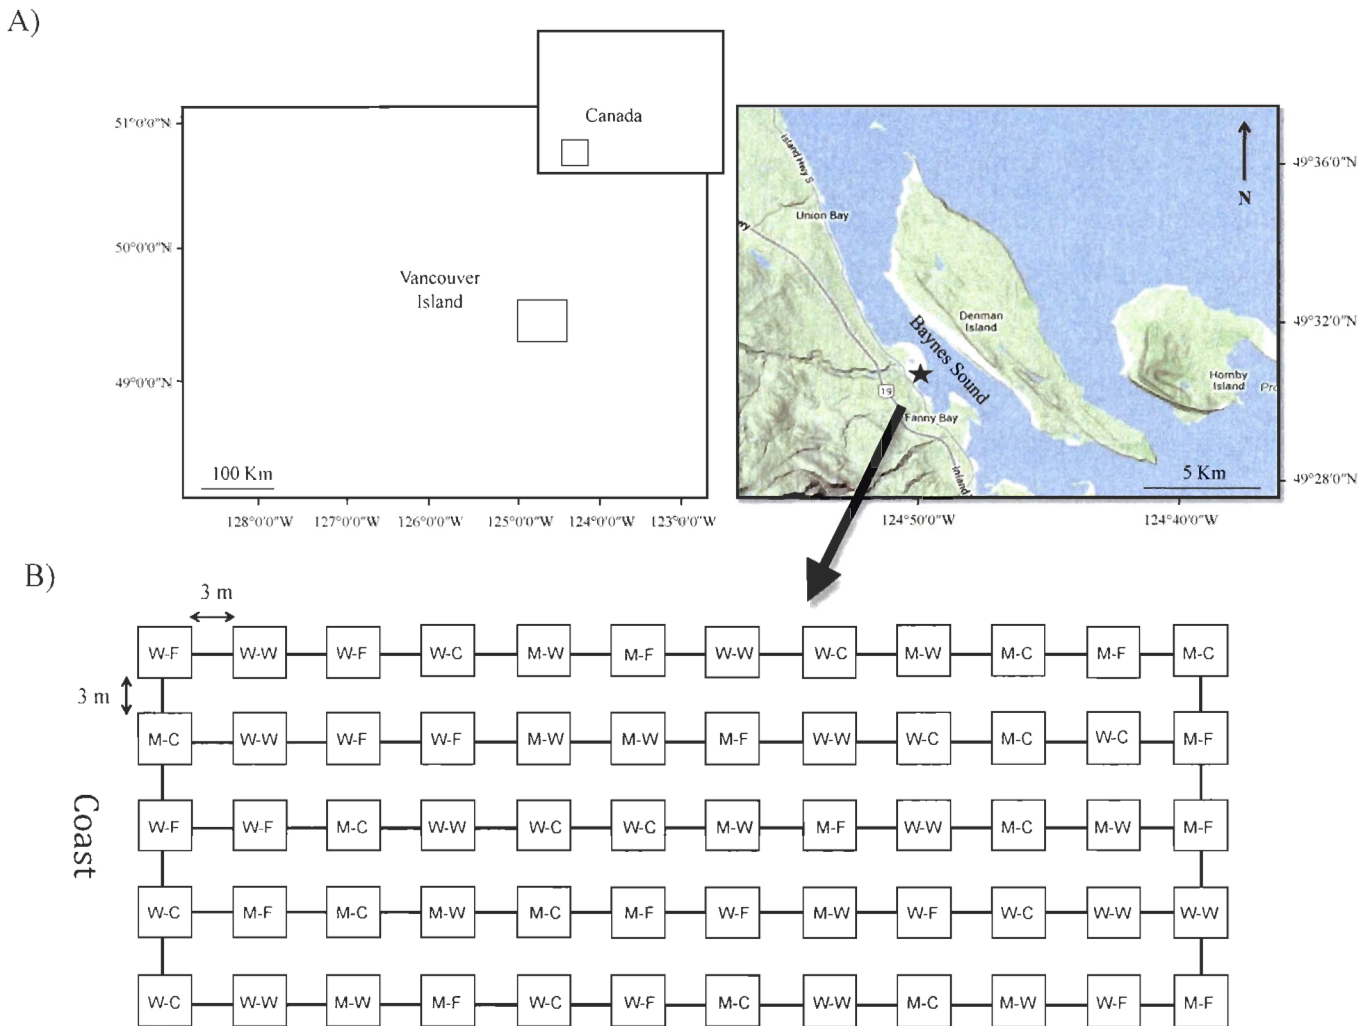 A)
Canada
51°0'0"N
50°0'0"N
49°0'0"N
Vancouver
Island
100 Km
128°0'0"W 127°0'0"W 126°0'0"W 125°0'0"W 124°0'0"W 123°0'0"W
Island Hwy S
Union Bay
N
Denman
Island
Baynes Sound
Hornby
Island
19
Fanny Bay
Inland
5 Km
49°36'0"N
49°32'0"N
49°28'0"N
124°50'0"W 124°40'0"W
B)
3 m
3 m
Coast
W-F W-W W-F W-C M-W M-F W-W W-C M-W M-C M-F M-C
M-C W-W W-F W-F M-W M-W M-F W-W W-C M-C W-C M-F
W-F W-F M-C W-W W-C W-C M-W M-F W-W M-C M-W M-F
W-C M-F M-C M-W M-C M-F W-F M-W W-F W-C W-W W-W
W-C W-W M-W M-F W-C W-F M-C W-W M-C M-W W-F M-F